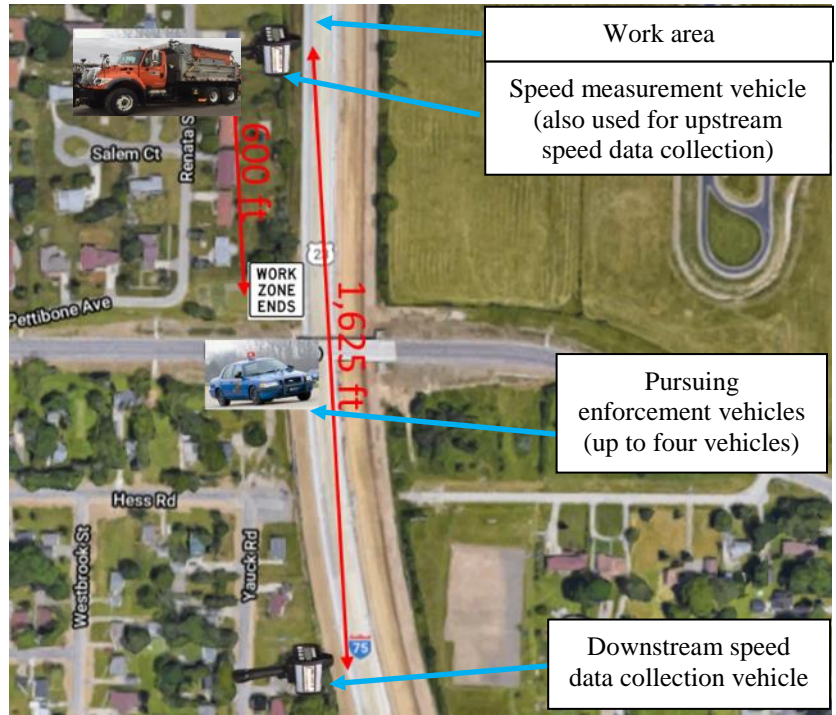 Work area
Speed measurement vehicle
(also used for upstream
speed data collection)
Renata S
Salem Ct
600 ft
23
WORK
ZONE
ENDS
Pettibone Ave
1,625 ft
Pursuing
enforcement vehicles
(up to four vehicles)
Hess Rd
Westbrook St
Yauck Rd
75
Downstream speed
data collection vehicle